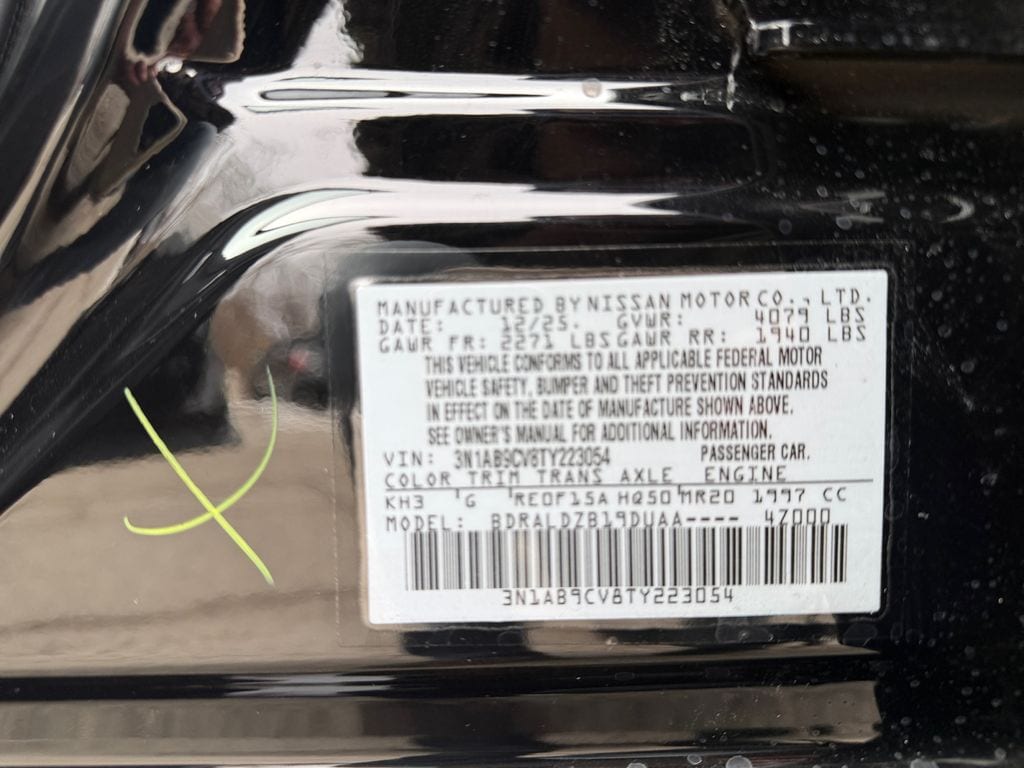 MANUFACTURED BY NISSAN MOTOR CO., LTD.
DATE: 12/25. GVWR: 4079 LBS
GAWR FR: 2271 LBS GAWR RR: 1940 LBS
THIS VEHICLE CONFORMS TO ALL APPLICABLE FEDERAL MOTOR
VEHICLE SAFETY, BUMPER AND THEFT PREVENTION STANDARDS
IN EFFECT ON THE DATE OF MANUFACTURE SHOWN ABOVE.
SEE OWNER'S MANUAL FOR ADDITIONAL INFORMATION.
VIN: 3N1AB9CV8TY223054 PASSENGER CAR.
COLOR TRIM TRANS AXLE ENGINE
KH3 G RE0F15A HQ50 MR20 1997 CC
MODEL: BDRALDZB19DUAA---- 4Z000
3N1AB9CV8TY223054